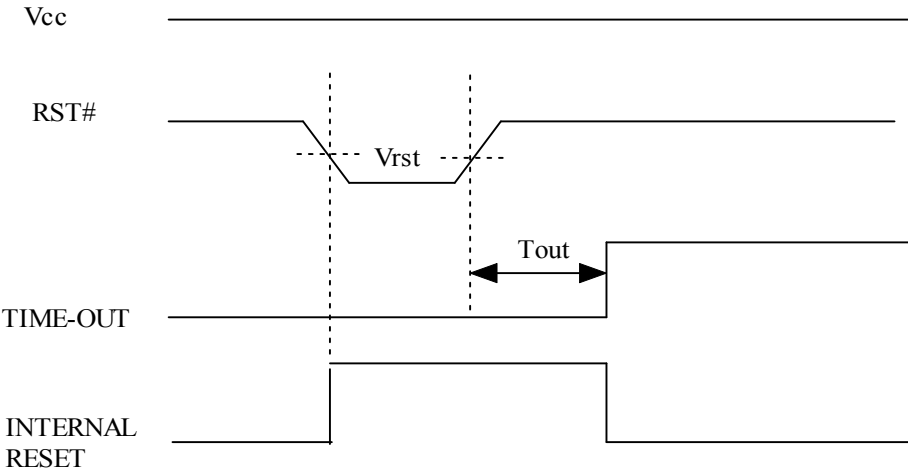 Vcc
RST#
Vrst
Tout
TIME-OUT
INTERNAL
RESET